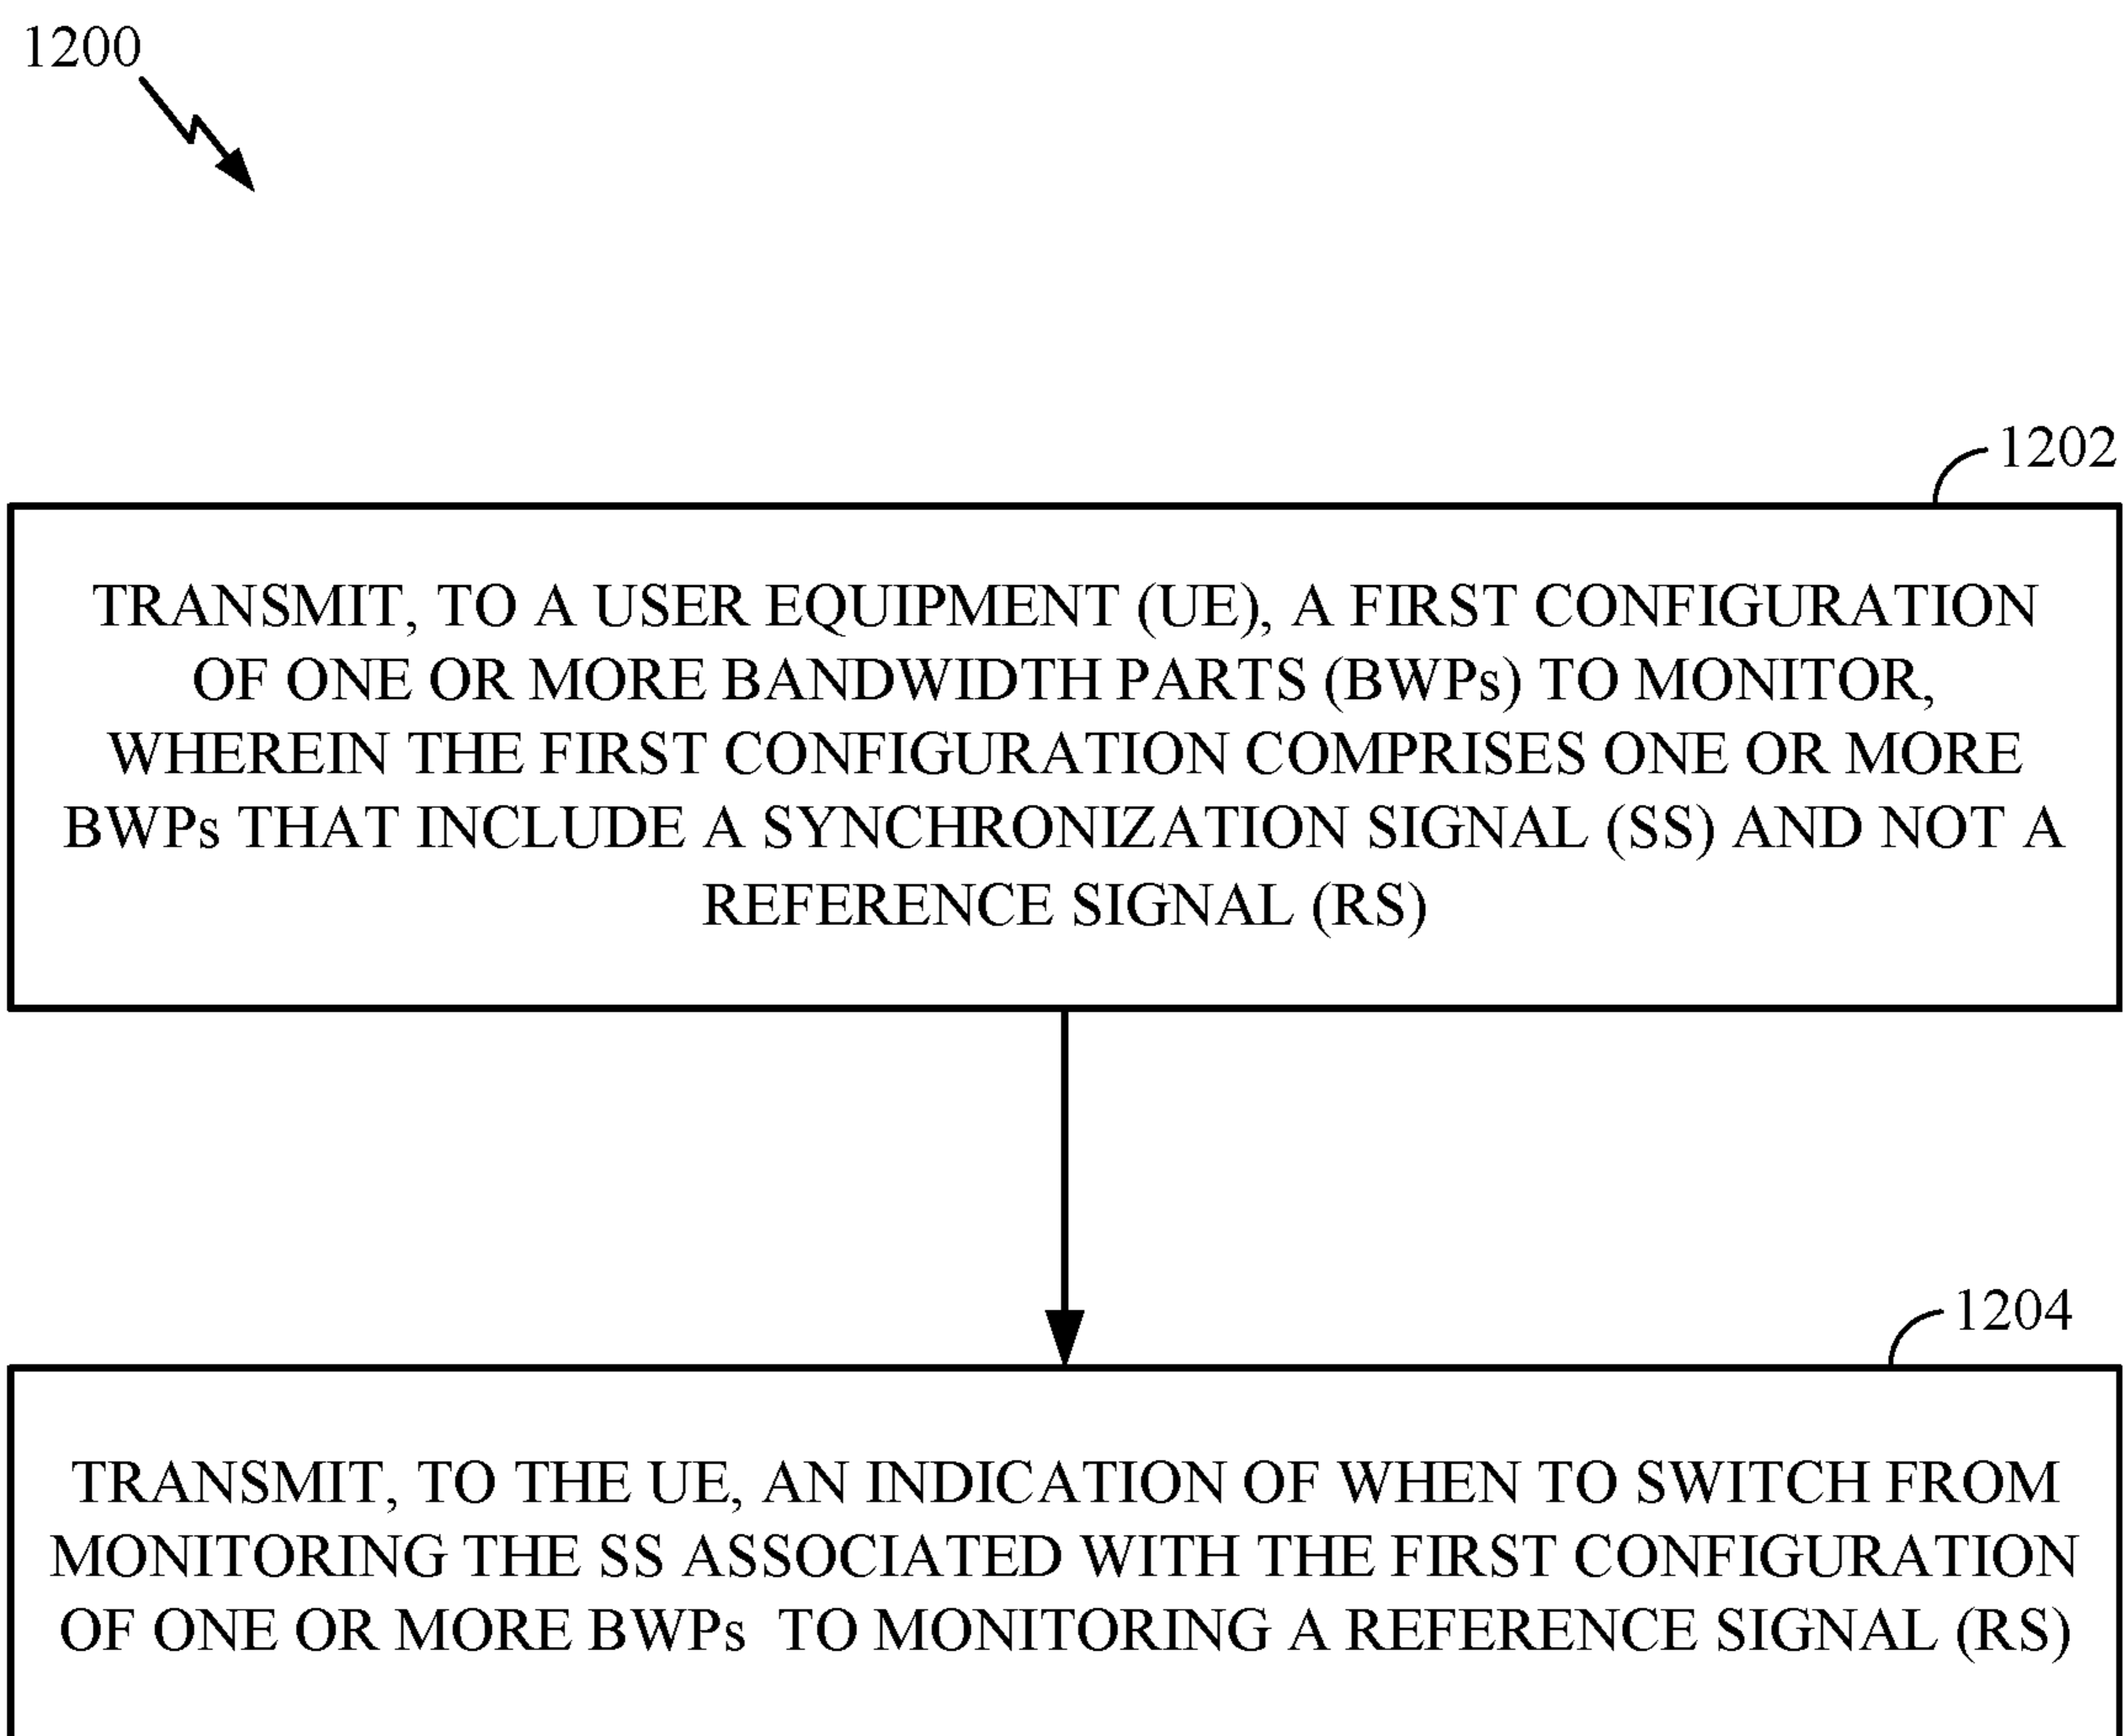 1200
1202
TRANSMIT, TO A USER EQUIPMENT (UE), A FIRST CONFIGURATION
OF ONE OR MORE BANDWIDTH PARTS (BWPs) TO MONITOR,
WHEREIN THE FIRST CONFIGURATION COMPRISES ONE OR MORE
BWPs THAT INCLUDE A SYNCHRONIZATION SIGNAL (SS) AND NOT A
REFERENCE SIGNAL (RS)
1204
TRANSMIT, TO THE UE, AN INDICATION OF WHEN TO SWITCH FROM
MONITORING THE SS ASSOCIATED WITH THE FIRST CONFIGURATION
OF ONE OR MORE BWPs TO MONITORING A REFERENCE SIGNAL (RS)